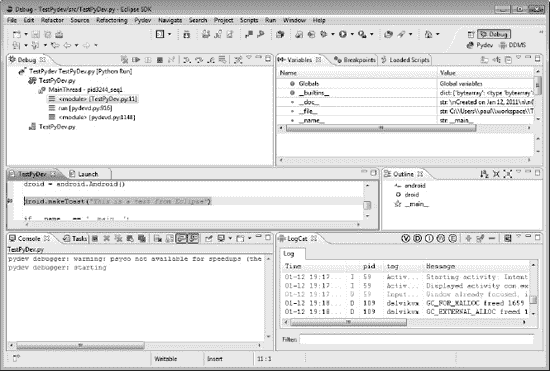 Debug - TestPydev/src/TestPyDev.py - Eclipse SDK
File Edit Refactor Source Refactoring Pydev Navigate Search Project Scripts Run Window Help
Debug
Pydev DDMS
Debug
TestPydev TestPyDev.py [Python Run]
TestPyDev.py
MainThread - pid3244_seq1
<module> [TestPyDev.py:11]
run [pydevd.py:916]
<module> [pydevd.py:1148]
TestPyDev.py
Variables Breakpoints Loaded Scripts
Name Value
Globals Global variables
__builtins__ dict: {'bytearray': <type 'bytearray'
__doc__ str: \nCreated on Jan 12, 2011\n\n
__file__ str: C:\\Users\\paul\\workspace\\T
__name__ str: __main__
TestPyDev Launch
droid = android.Android()
droid.makeToast("This is a test from Eclipse")
if __name__ == '__main__':
Outline
android
droid
__main__
Console Tasks
TestPyDev.py
pydev debugger: warning: psyco not available for speedups (the
pydev debugger: starting
LogCat
Log
Time pid tag Message
01-12 19:17... I 59 Activ... Starting activity: Intent
01-12 19:17... I 59 Activ... Displayed activity com.ex
01-12 19:17... D 59 Input... Window already focused, i
01-12 19:18... D 109 dalvikvm GC_FOR_MALLOC freed 1659
01-12 19:18... D 109 dalvikvm GC_EXTERNAL_ALLOC freed 1
Filter:
Writable Insert 11 : 1